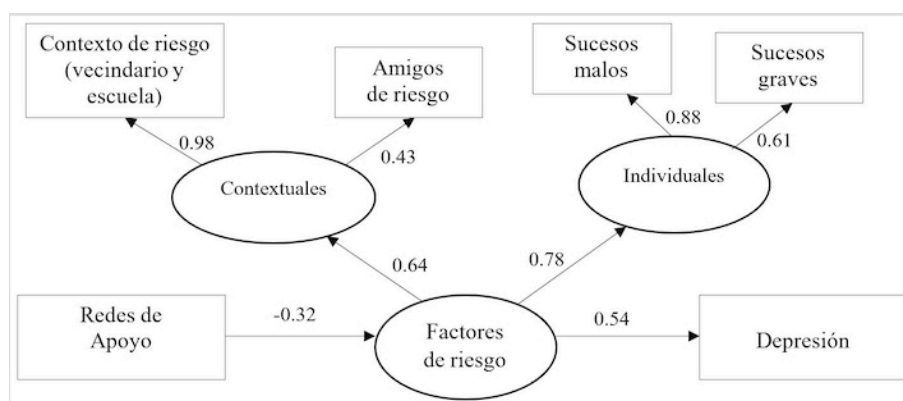 Contexto de riesgo
(vecindario y
escuela)
Amigos
de riesgo
Sucesos
malos
Sucesos
graves
0.98
0.43
0.88
0.61
Contextuales
Individuales
0.64
0.78
Redes de
Apoyo
-0.32
Factores
de riesgo
0.54
Depresión